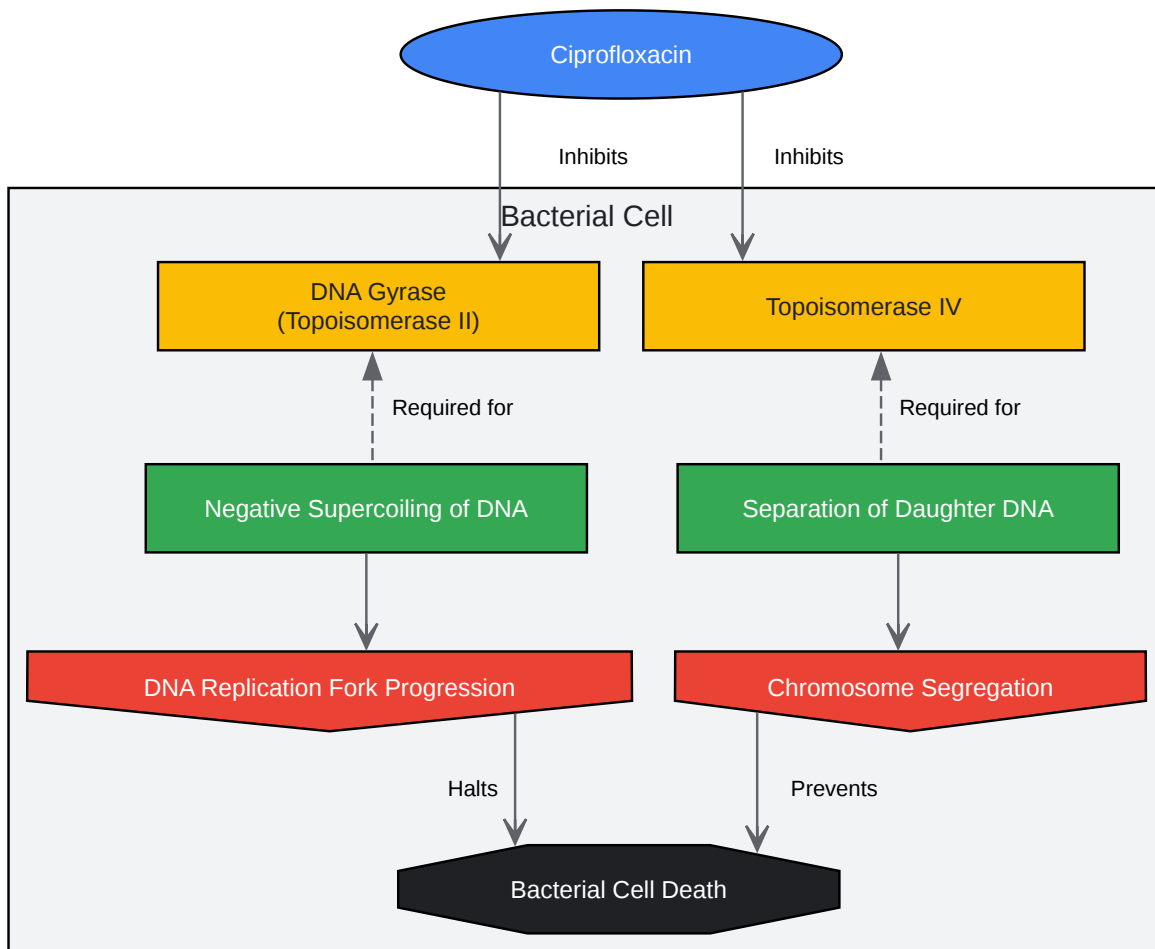 Ciprofloxacin
Inhibits
Inhibits
Bacterial Cell
DNA Gyrase
(Topoisomerase II)
Topoisomerase IV
Required for
Required for
Negative Supercoiling of DNA
Separation of Daughter DNA
DNA Replication Fork Progression
Chromosome Segregation
Halts
Prevents
Bacterial Cell Death